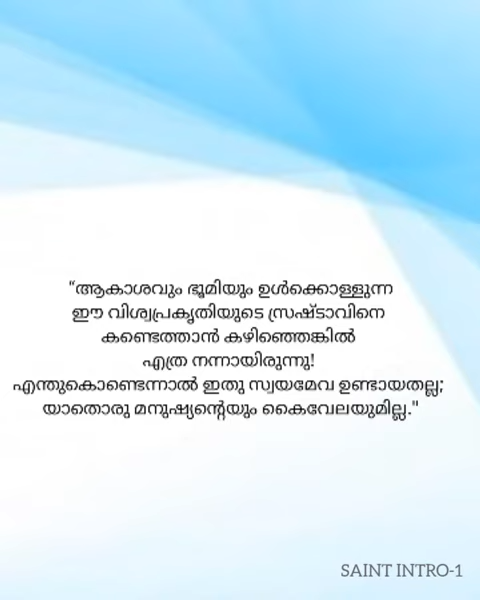 “ആകാശവും ഭൂമിയും ഉൾക്കൊള്ളുന്ന
ഈ വിശ്വപ്രകൃതിയുടെ സ്രഷ്ടാവിനെ
കണ്ടെത്താൻ കഴിഞ്ഞെങ്കിൽ
എത്ര നന്നായിരുന്നു!
എന്തുകൊണ്ടെന്നാൽ ഇതു സ്വയമേവ ഉണ്ടായതല്ല;
യാതൊരു മനുഷ്യന്റെയും കൈവേലയുമില്ല."
SAINT INTRO-1